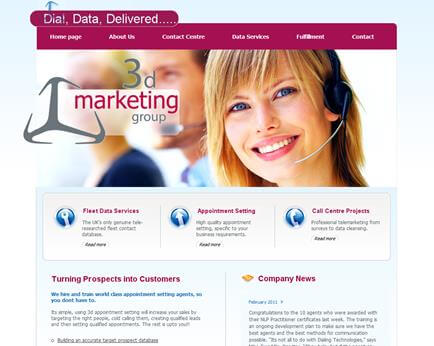 Dial, Data, Delivered.....
Home page About Us Contact Centre Data Services Fulfilment Contact
3d
marketing
group
Fleet Data Services
The UK's only genuine tele-
researched fleet contact
database.
Read more
Appointment Setting
High quality appointment
setting, specific to your
business requirements.
Read more
Call Centre Projects
Professional telemarketing from
surveys to data cleansing.
Read more
Turning Prospects into Customers
We hire and train world class appointment setting agents, so
you dont have to.
Its simple, using 3d appointment setting will increase your sales by
targeting the right people, cold calling them, creating qualified leads
and then setting qualified appointments. The rest is upto you!!
Building an accurate target prospect database
Company News
February 2011
Congratulations to the 10 agents who were awarded with
their NLP Practitioner certificates last week. The training is
an ongoing development plan to make sure we have the
best agents and the best methods for communication
possible. "Its not all to do with Dialing Technologies," says